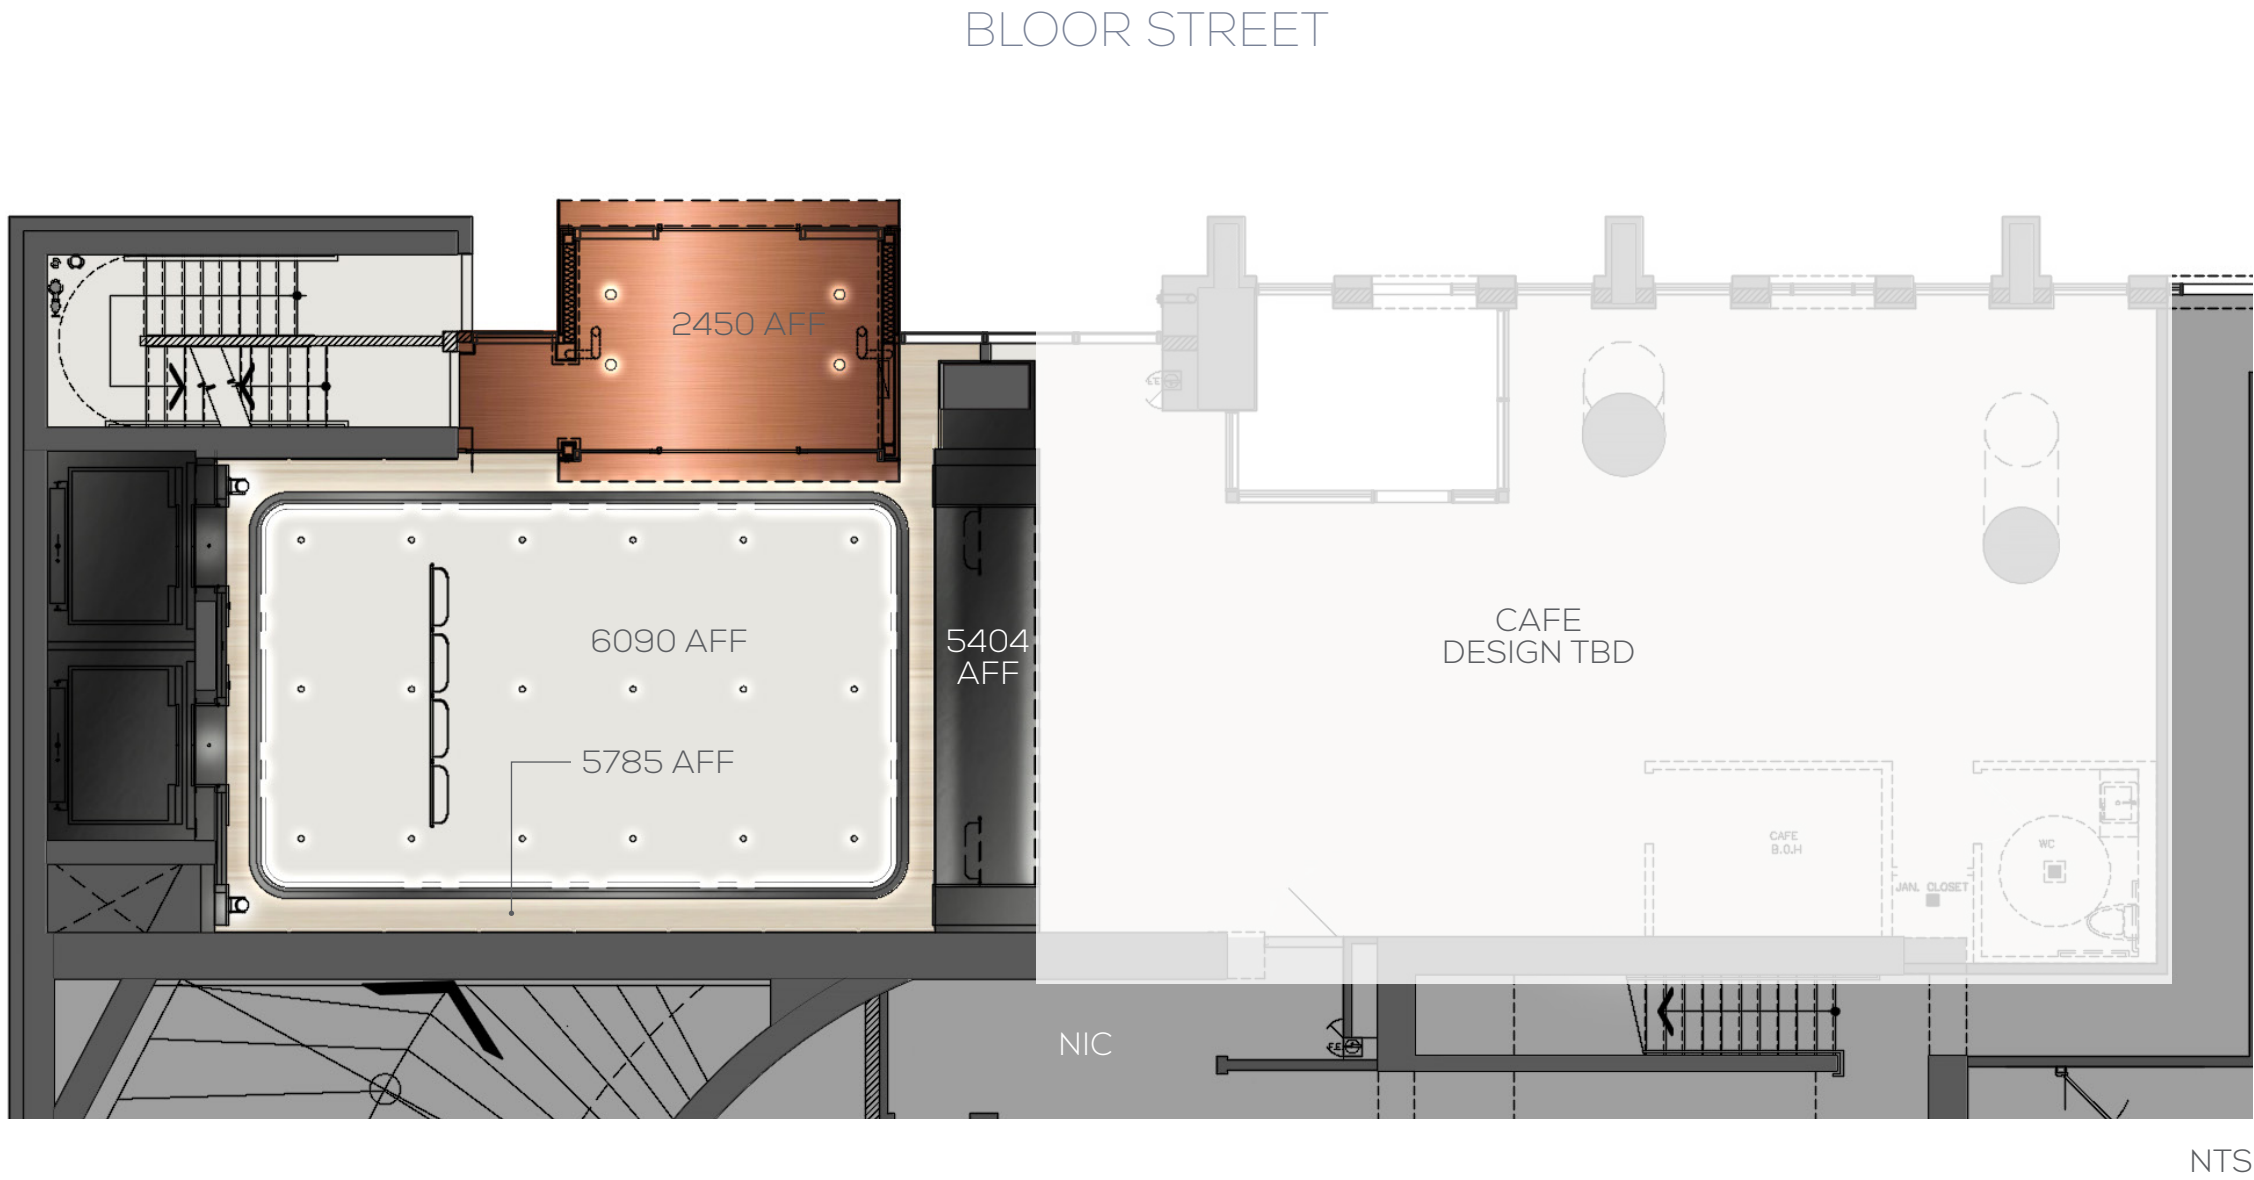 BLOOR STREET
2450 AFF
F.E.
6090 AFF
5404
AFF
CAFE
DESIGN TBD
5785 AFF
CAFE
B.O.H
WC
JAN. CLOSET
NIC
F.E.
NTS